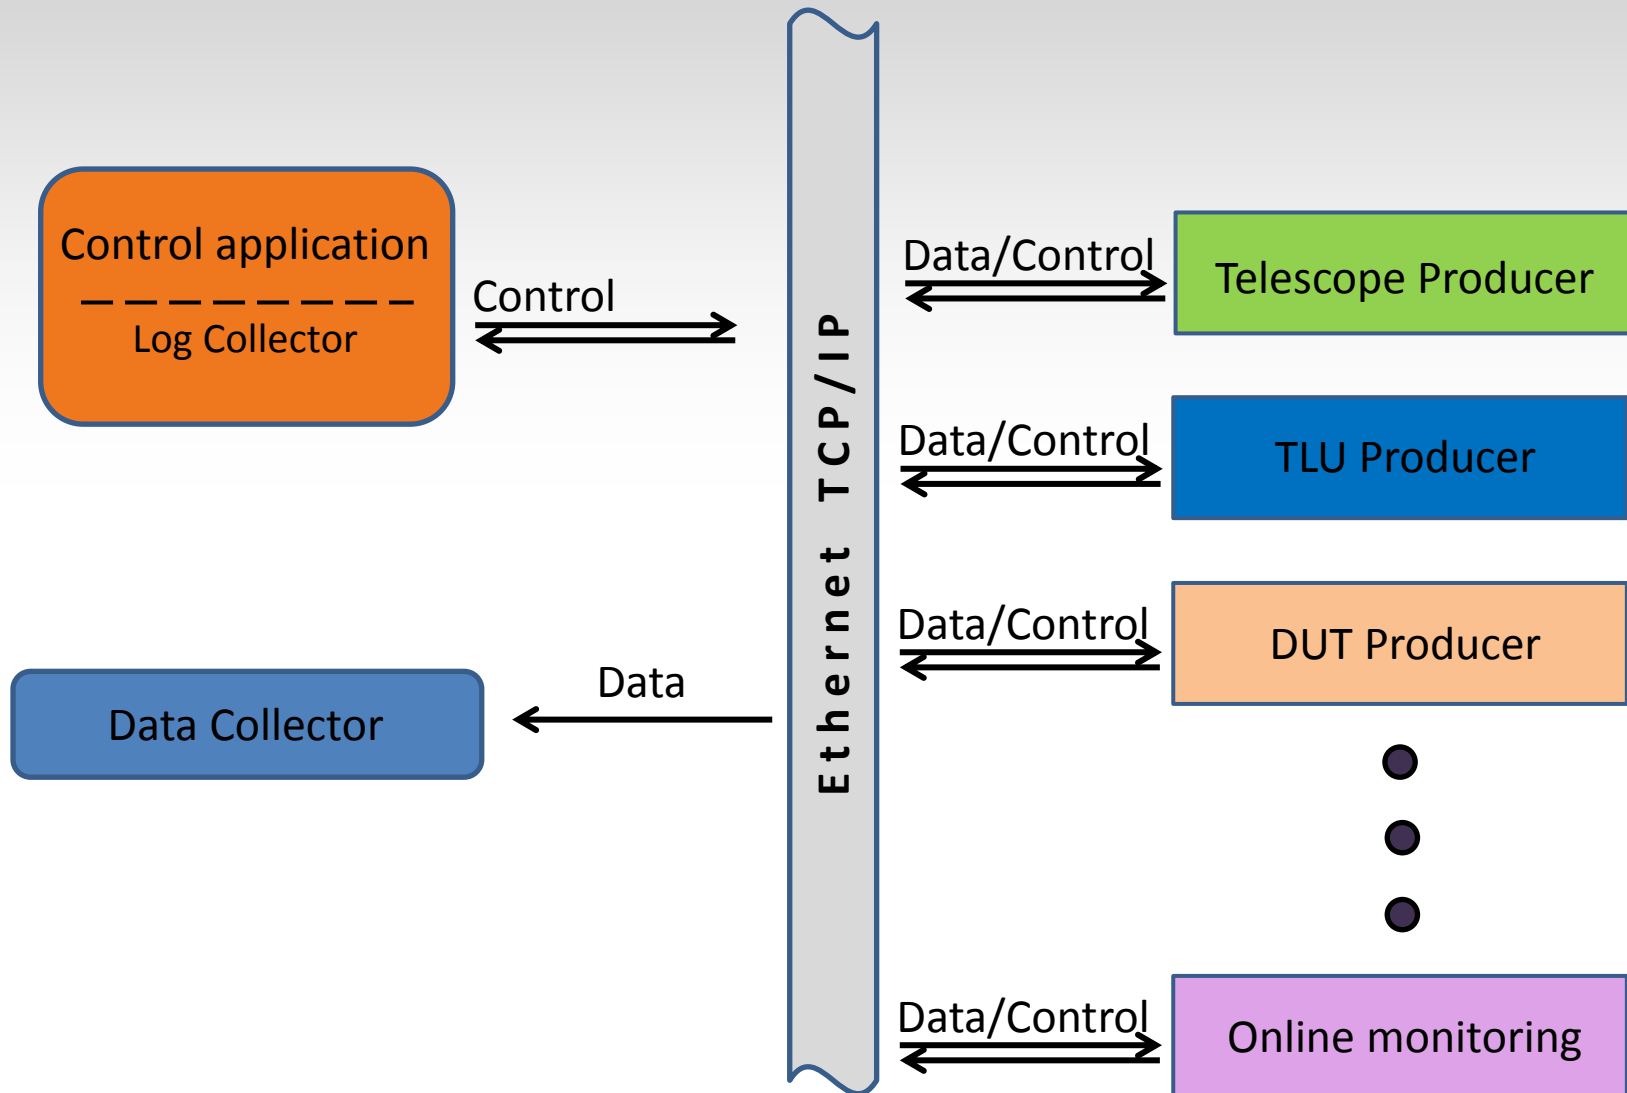 Control application
Log Collector
Control
Data Collector
Data
Ethernet TCP/IP
Data/Control
Telescope Producer
Data/Control
TLU Producer
Data/Control
DUT Producer
Data/Control
Online monitoring